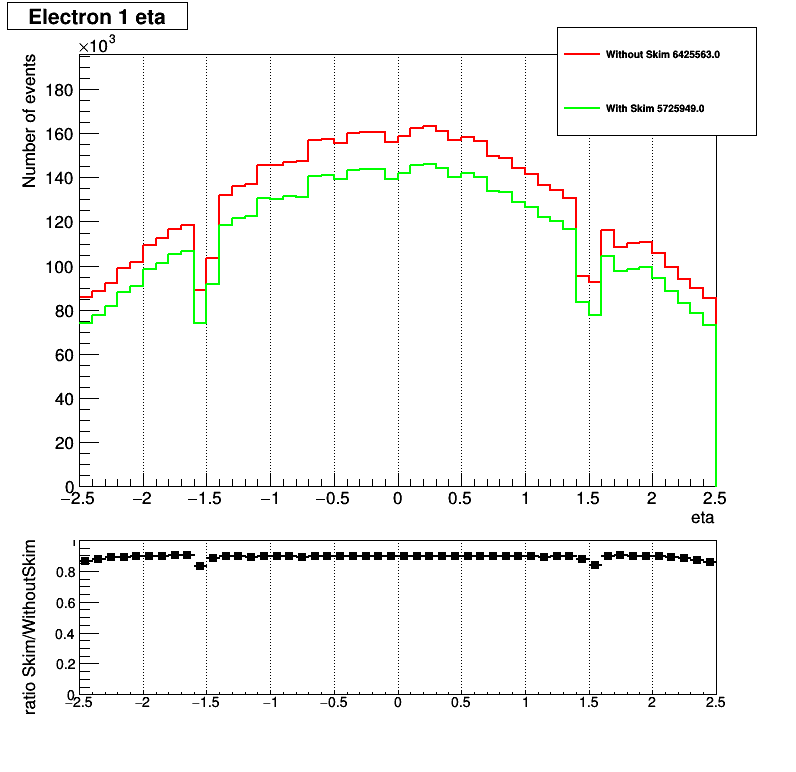 Electron 1 eta
×10³
Number of events
Without Skim 6425563.0
With Skim 5725949.0
180
160
140
120
100
80
60
40
20
0
−2.5 −2 −1.5 −1 −0.5 0 0.5 1 1.5 2 2.5
eta
ratio Skim/WithoutSkim
1
0.8
0.6
0.4
0.2
0
−2.5 −2 −1.5 −1 −0.5 0 0.5 1 1.5 2 2.5